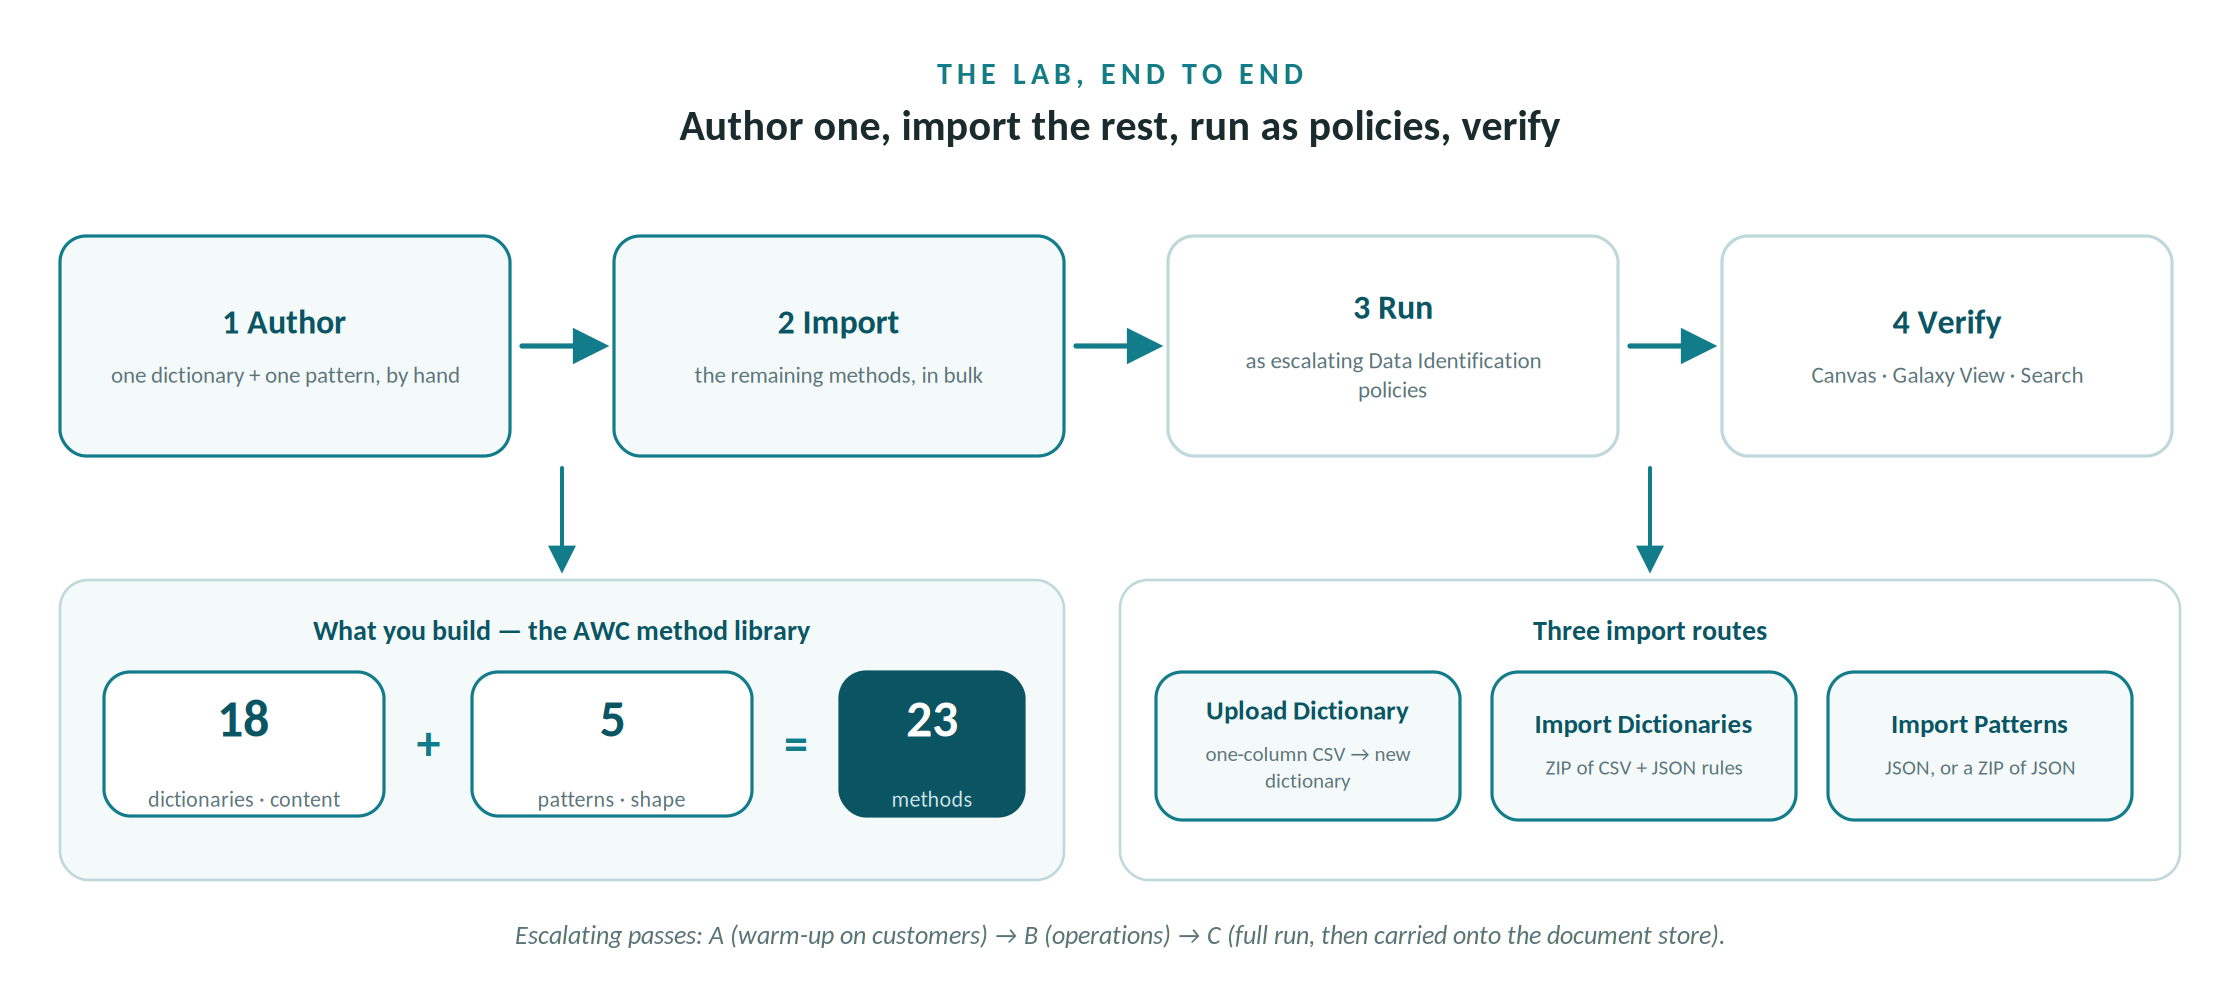 THE LAB, END TO END
Author one, import the rest, run as policies, verify
1 Author
one dictionary + one pattern, by hand
2 Import
the remaining methods, in bulk
3 Run
as escalating Data Identification
policies
4 Verify
Canvas · Galaxy View · Search
What you build — the AWC method library
18
dictionaries · content
+
5
patterns · shape
=
23
methods
Three import routes
Upload Dictionary
one-column CSV → new
dictionary
Import Dictionaries
ZIP of CSV + JSON rules
Import Patterns
JSON, or a ZIP of JSON
Escalating passes: A (warm-up on customers) → B (operations) → C (full run, then carried onto the document store).